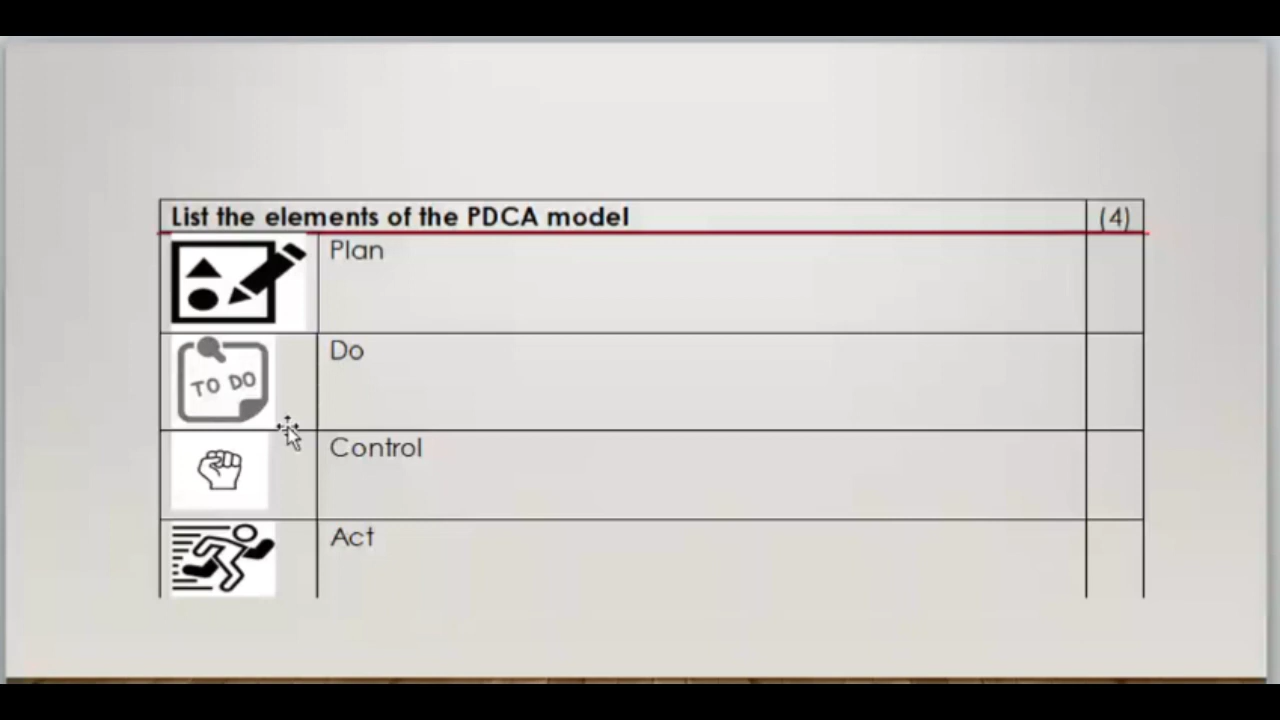 List the elements of the PDCA model (4)
Plan
TO DO
Do
Control
Act